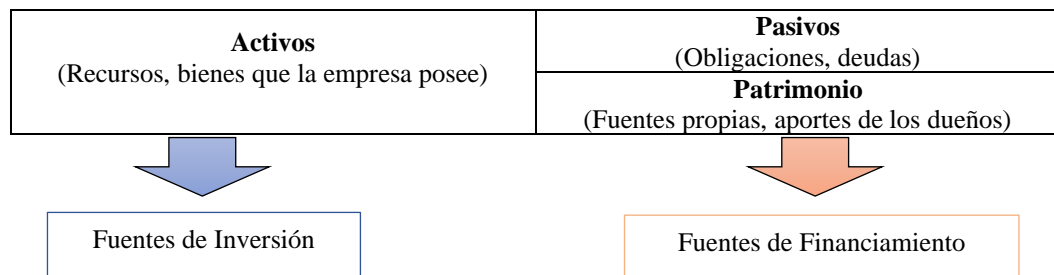 Activos
(Recursos, bienes que la empresa posee)
Pasivos
(Obligaciones, deudas)
Patrimonio
(Fuentes propias, aportes de los dueños)
Fuentes de Inversión
Fuentes de Financiamiento